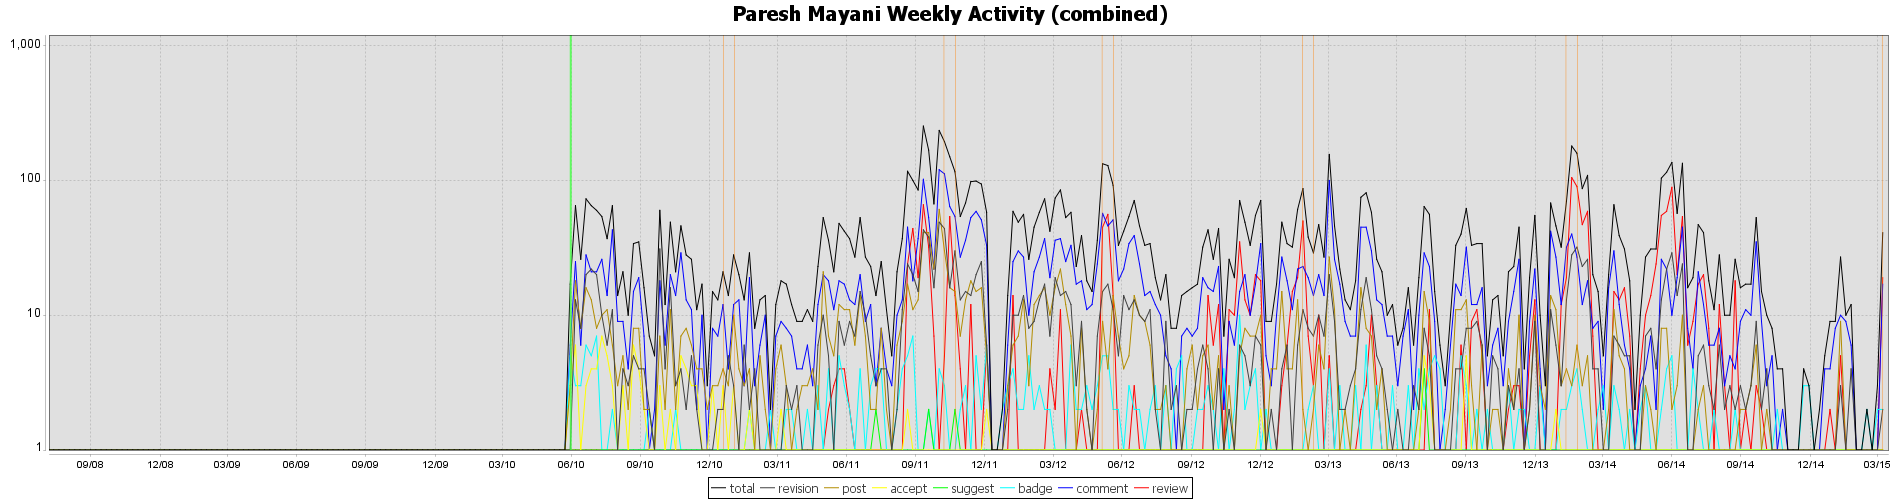 Paresh Mayani Weekly Activity (combined)
1,000
100
10
1
09/08 12/08 03/09 06/09 09/09 12/09 03/10 06/10 09/10 12/10 03/11 06/11 09/11 12/11 03/12 06/12 09/12 12/12 03/13 06/13 09/13 12/13 03/14 06/14 09/14 12/14 03/15
total revision post accept suggest badge comment review